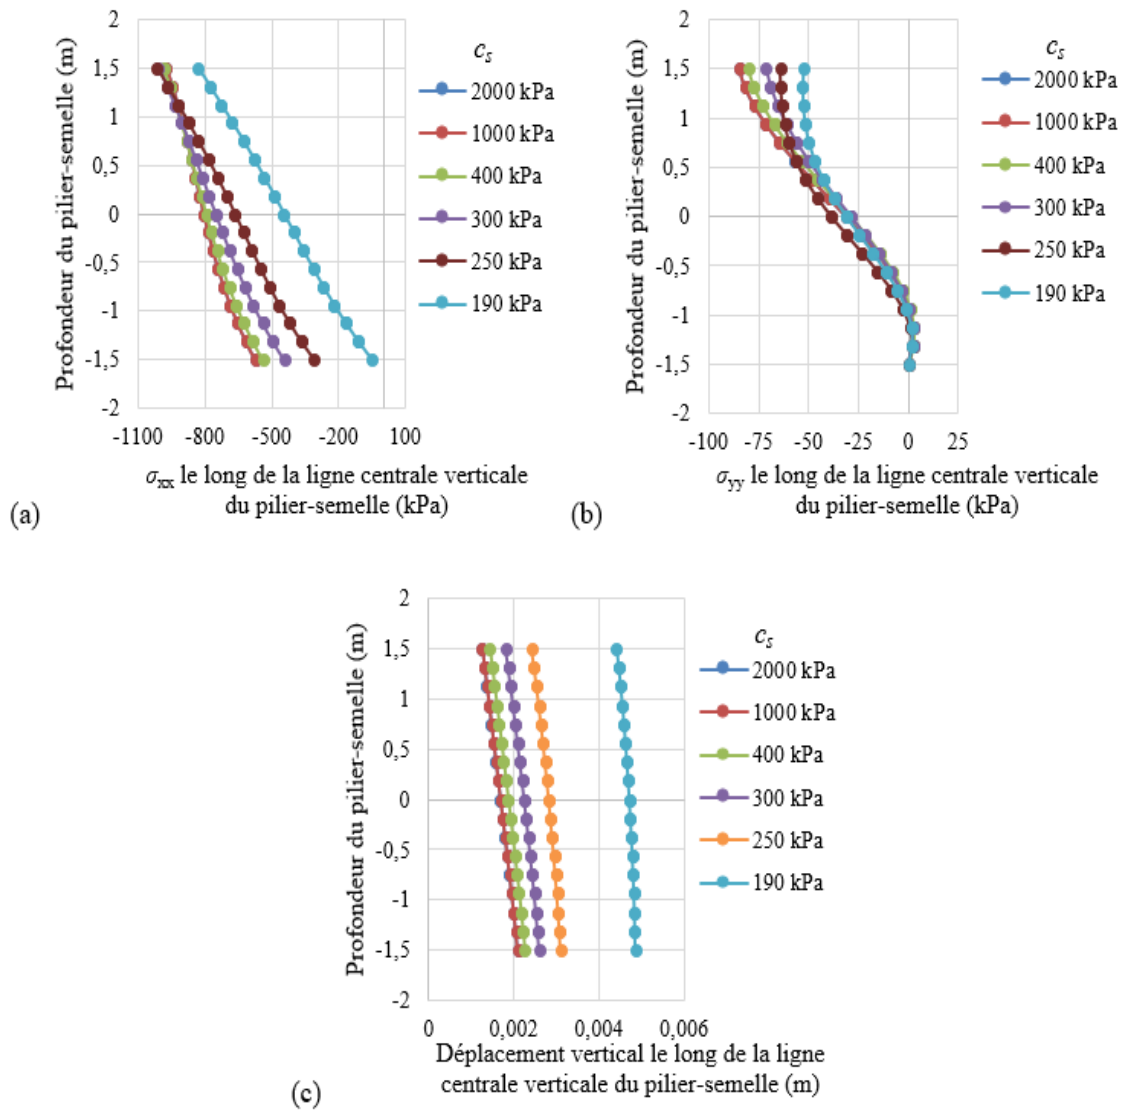 2
1,5
1
0,5
0
-0,5
-1
-1,5
-2
Profondeur du pilier-semelle (m)
-1100 -800 -500 -200 100
σxx le long de la ligne centrale verticale
du pilier-semelle (kPa)
cs
2000 kPa
1000 kPa
400 kPa
300 kPa
250 kPa
190 kPa
(a)
2
1,5
1
0,5
0
-0,5
-1
-1,5
-2
Profondeur du pilier-semelle (m)
-100 -75 -50 -25 0 25
σyy le long de la ligne centrale verticale
du pilier-semelle (kPa)
cs
2000 kPa
1000 kPa
400 kPa
300 kPa
250 kPa
190 kPa
(b)
2
1,5
1
0,5
0
-0,5
-1
-1,5
-2
Profondeur du pilier-semelle (m)
0 0,002 0,004 0,006
Déplacement vertical le long de la ligne
centrale verticale du pilier-semelle (m)
cs
2000 kPa
1000 kPa
400 kPa
300 kPa
250 kPa
190 kPa
(c)